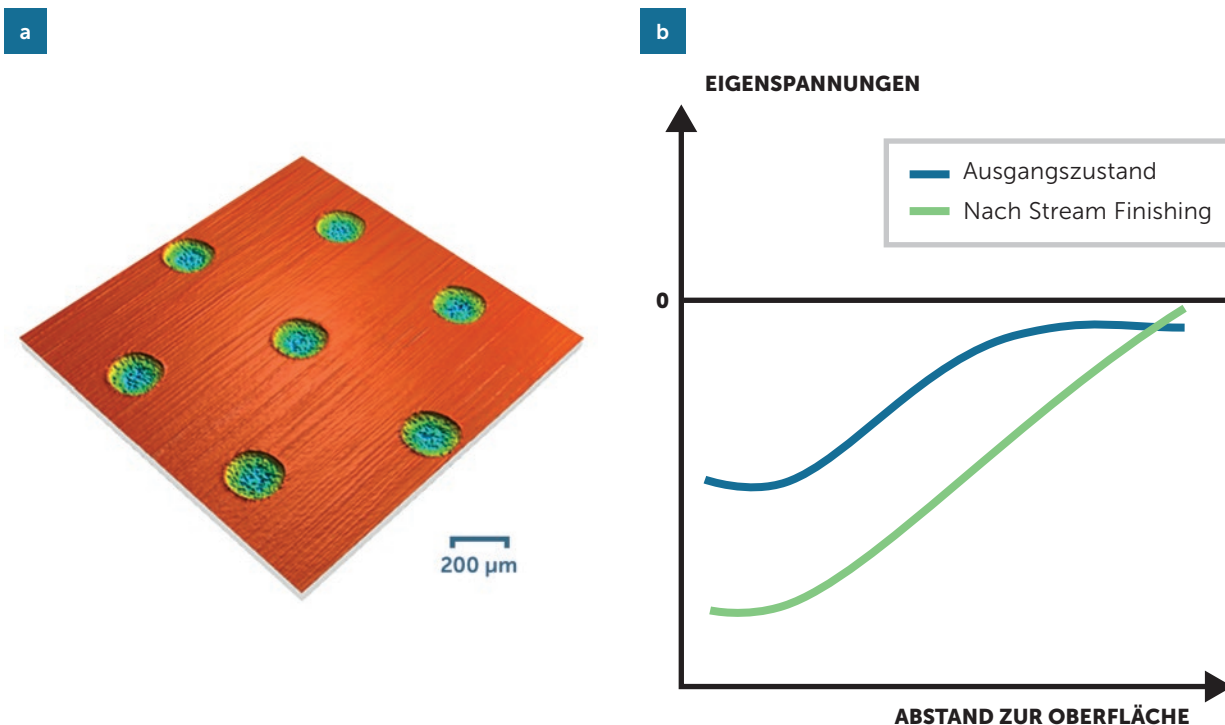 a
200 µm
b
EIGENSPANNUNGEN
Ausgangszustand
Nach Stream Finishing
0
ABSTAND ZUR OBERFLÄCHE